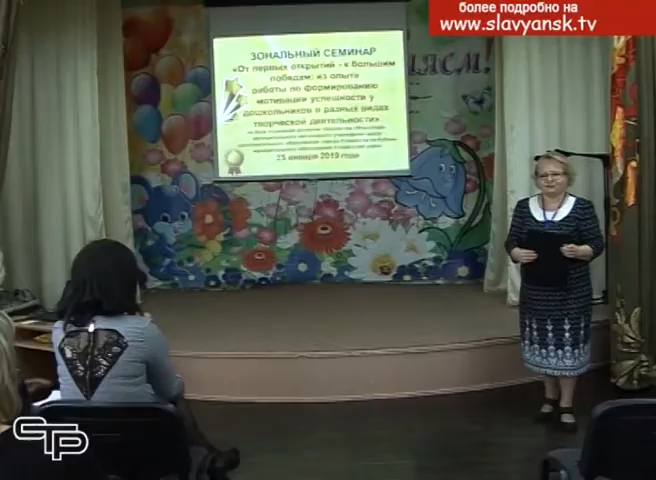 более подробно на
www.slavyansk.tv
ЗОНАЛЬНЫЙ СЕМИНАР
«От первых открытий - к большим
победам: из опыта
работы по формированию
мотивации успешности у
дошкольников в разных видах
творческой деятельности»
25 января 2019 года
СТР